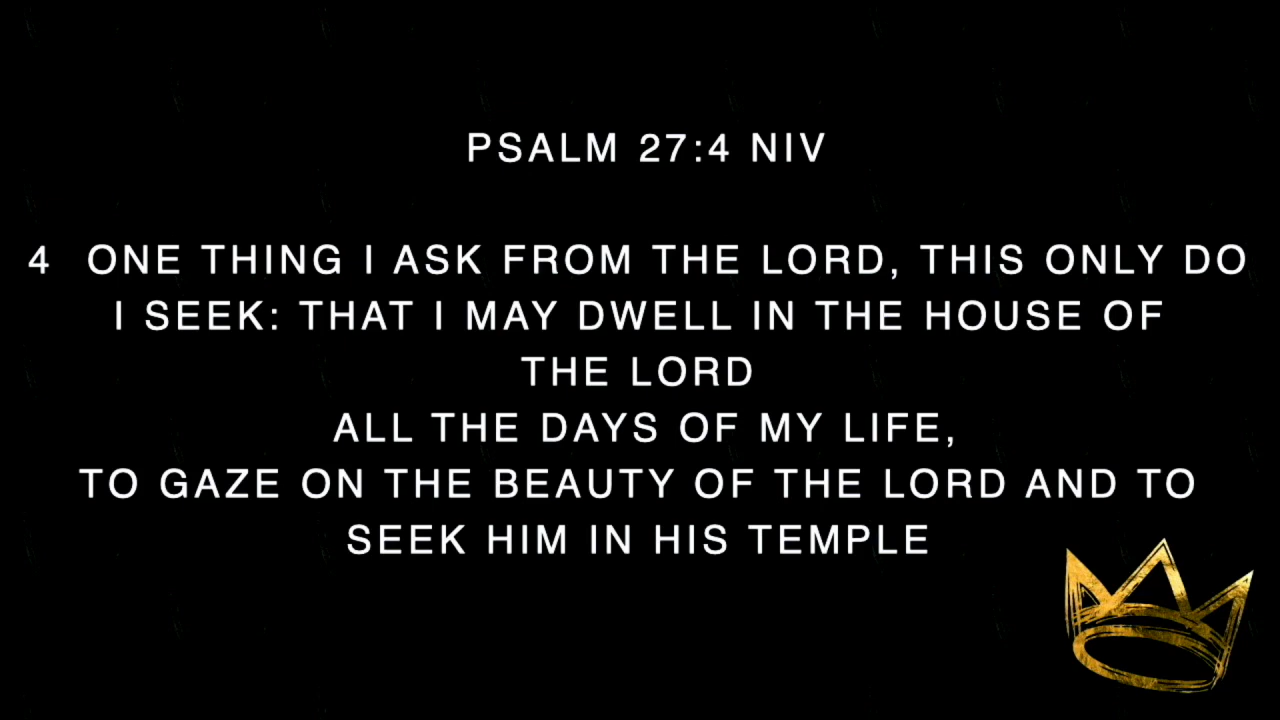 PSALM 27:4 NIV
4 ONE THING I ASK FROM THE LORD, THIS ONLY DO
I SEEK: THAT I MAY DWELL IN THE HOUSE OF
THE LORD
ALL THE DAYS OF MY LIFE,
TO GAZE ON THE BEAUTY OF THE LORD AND TO
SEEK HIM IN HIS TEMPLE